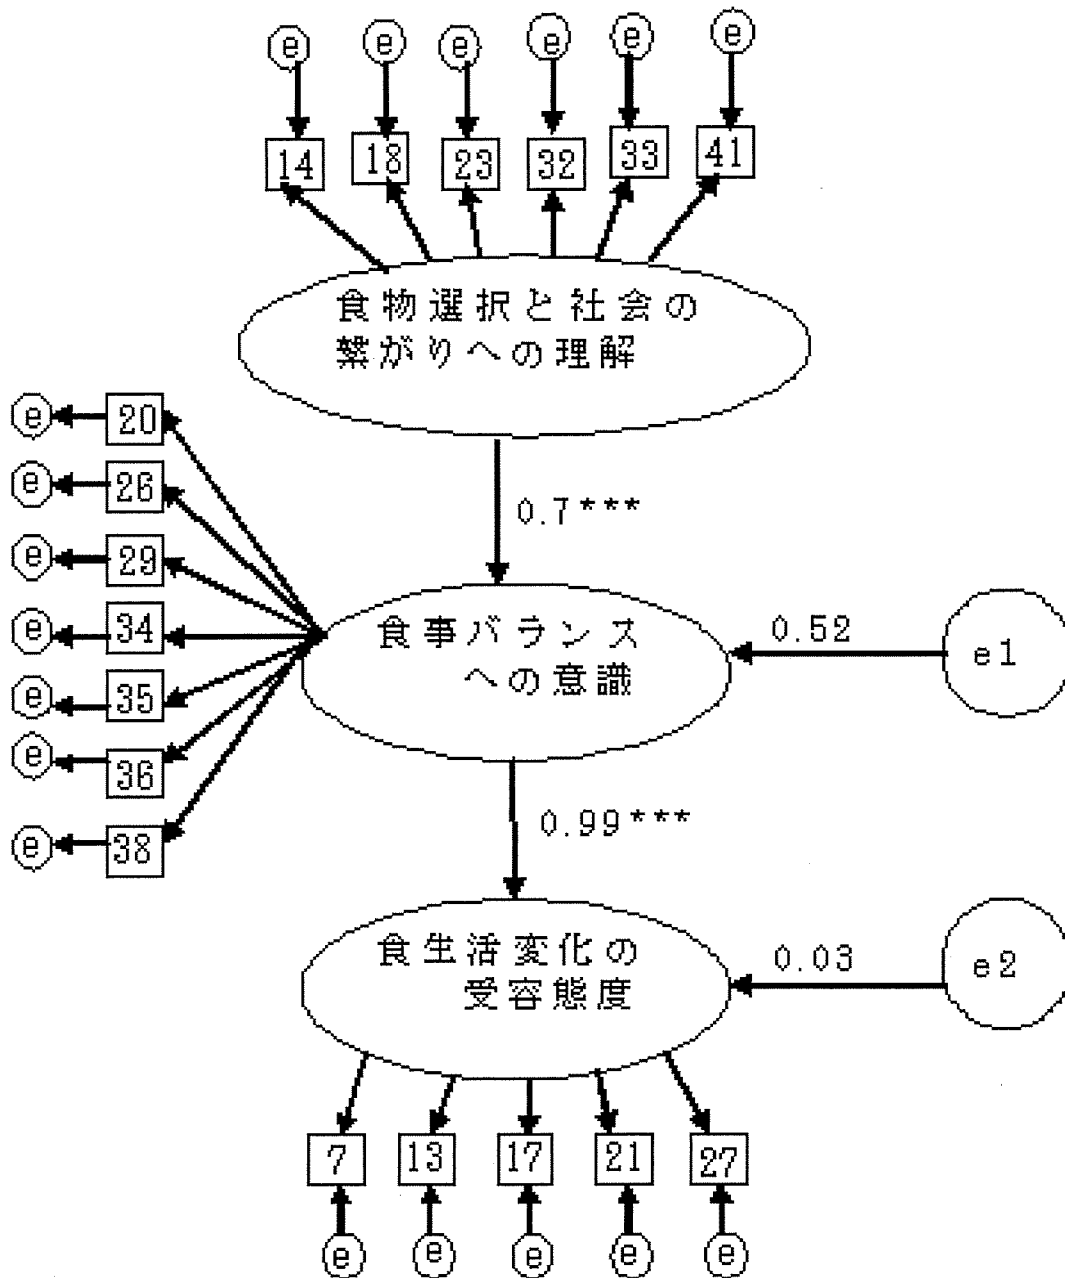 e e e e e e
14 18 23 32 33 41
食物選択と社会の
繋がりへの理解
e 20
e 26
0.7***
e 29
e 34
食事バランス
への意識
0.52
e1
e 35
e 36
0.99***
e 38
食生活変化の
受容態度
0.03
e2
7 13 17 21 27
e e e e e